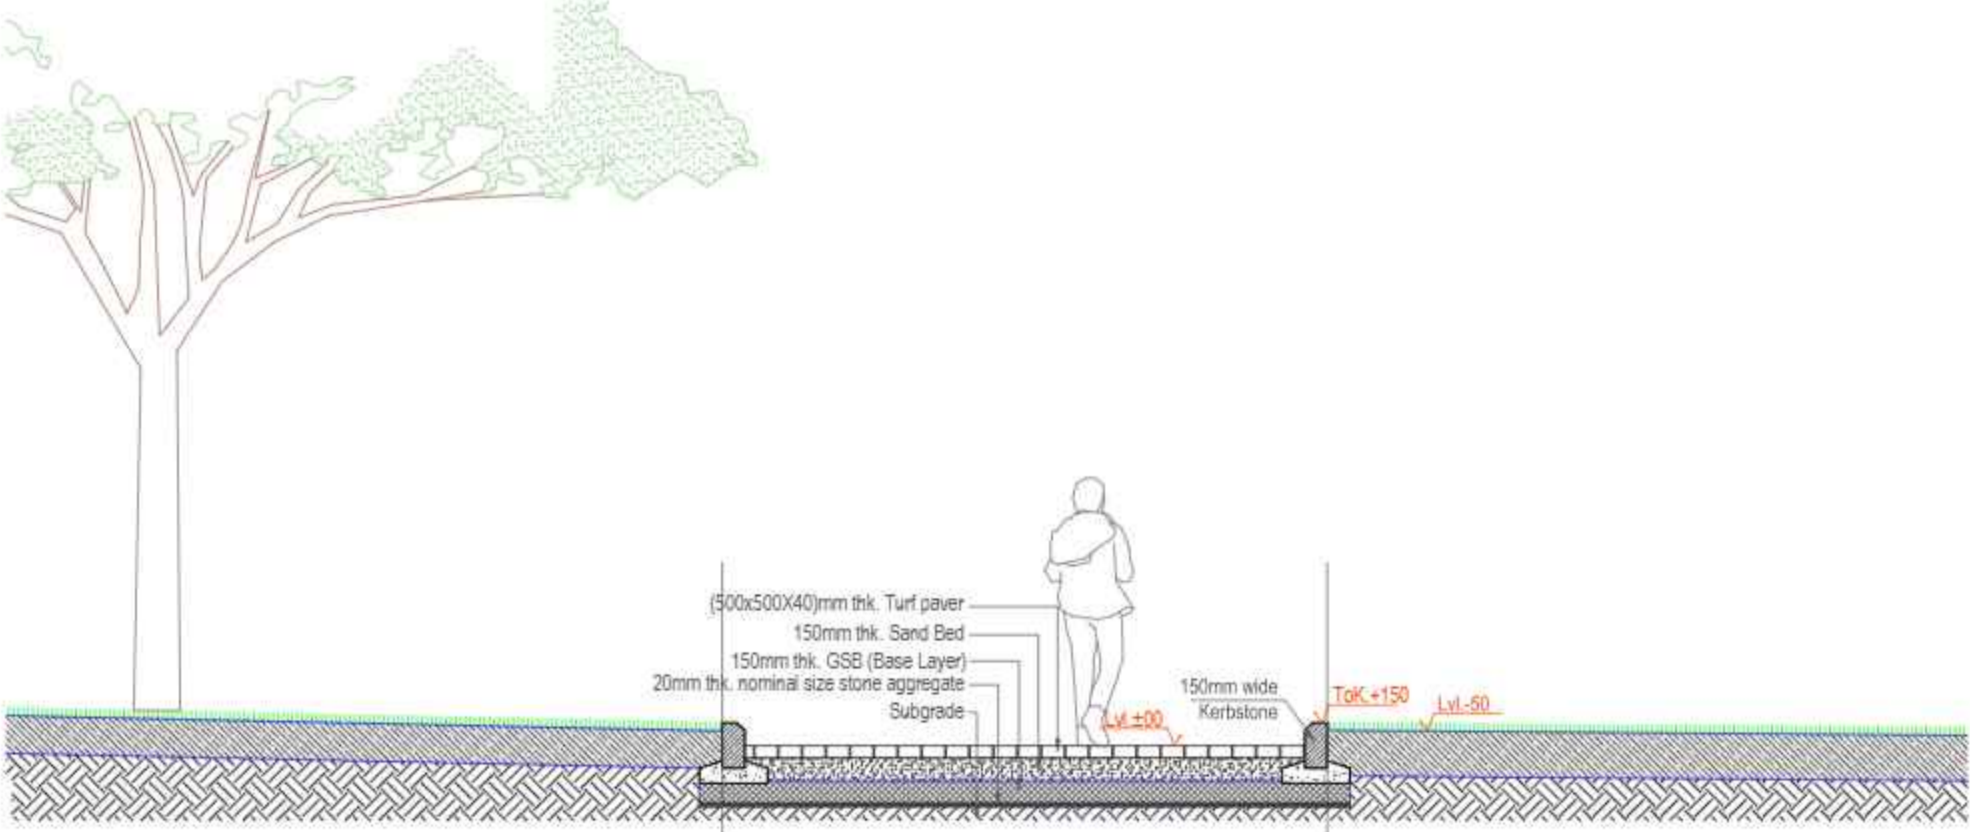 (500x500X40)mm thk. Turf paver
150mm thk. Sand Bed
150mm thk. GSB (Base Layer)
20mm thk. nominal size stone aggregate
Subgrade
Lvl.±00
150mm wide
Kerbstone
ToK.+150
Lvl.-50